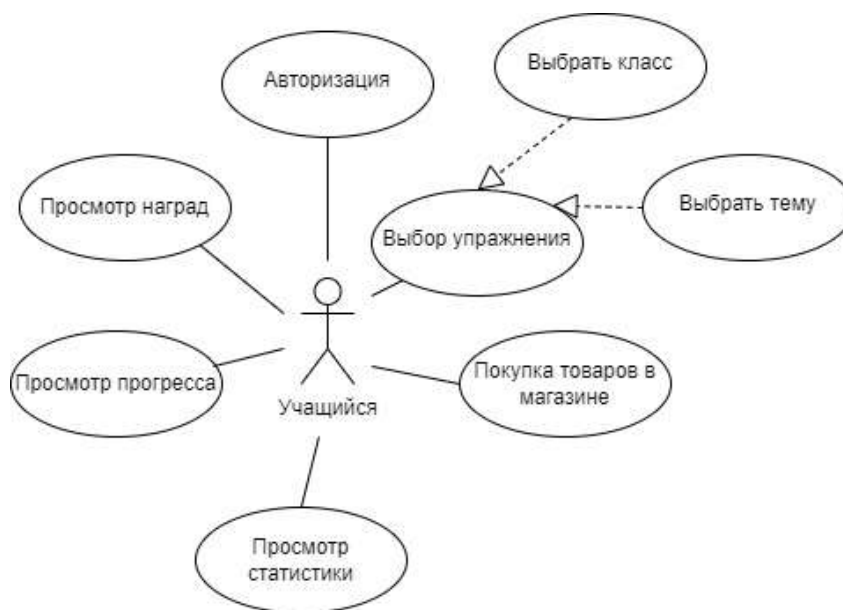 Выбрать класс
Авторизация
Просмотр наград
Выбор упражнения
Выбрать тему
Просмотр прогресса
Покупка товаров в
магазине
Учащийся
Просмотр
статистики